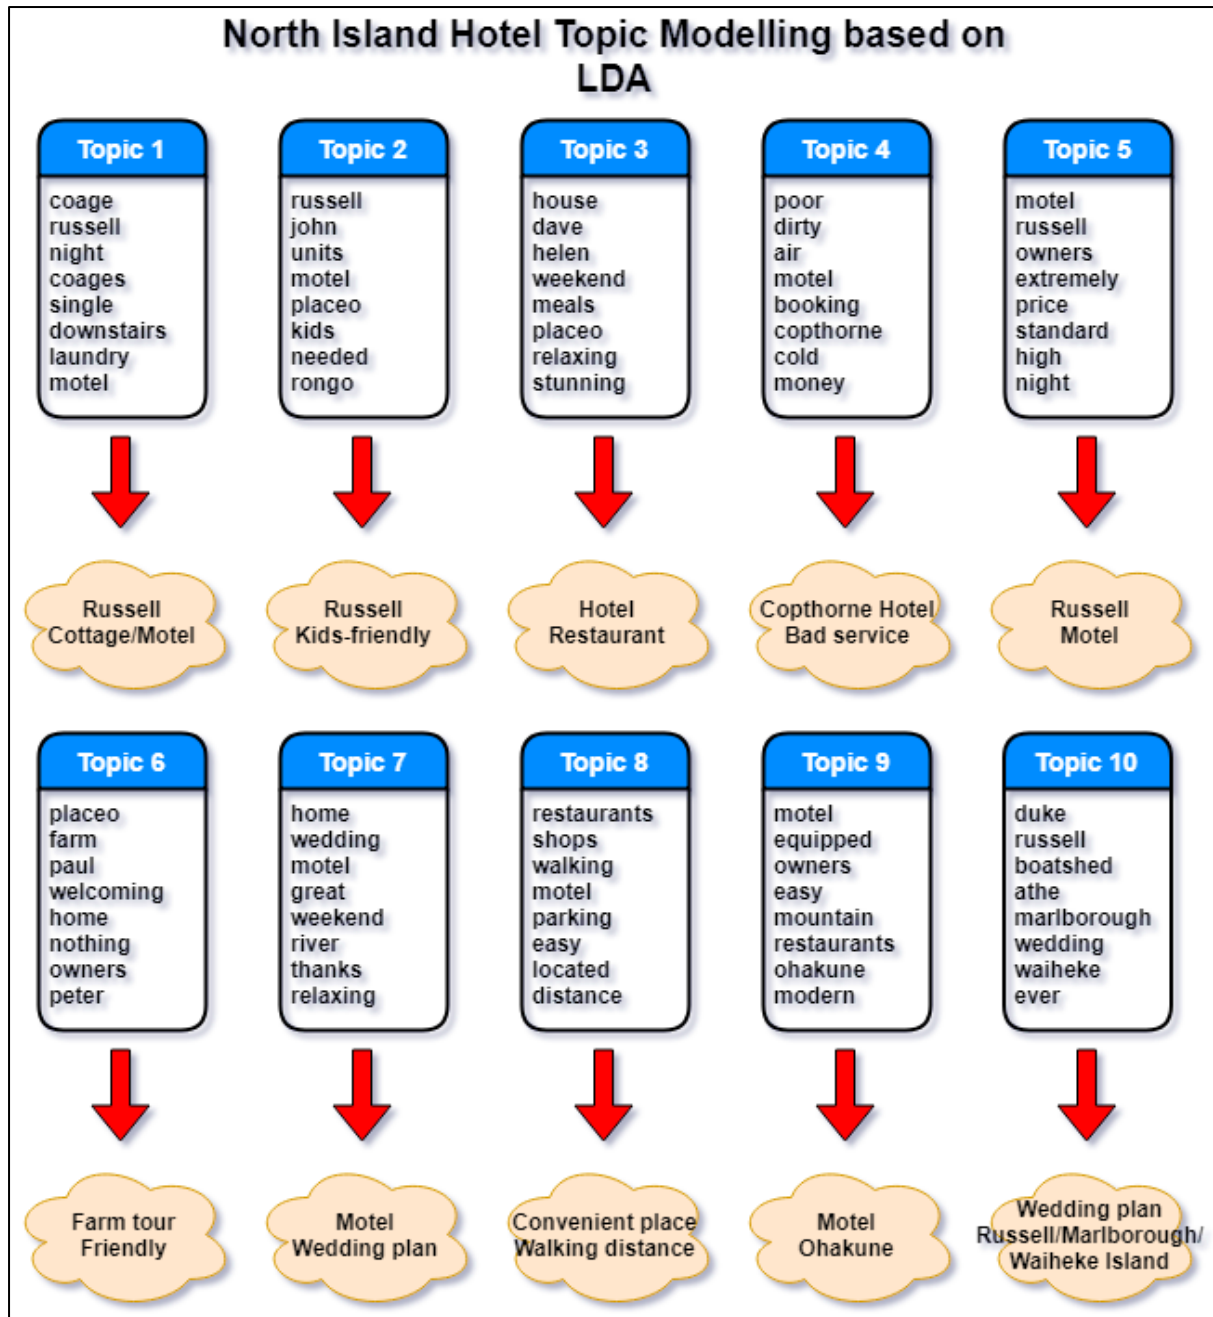 North Island Hotel Topic Modelling based on
LDA
Topic 1
coage
russell
night
coages
single
downstairs
laundry
motel
Russell
Cottage/Motel
Topic 2
russell
john
units
motel
placeo
kids
needed
rongo
Russell
Kids-friendly
Topic 3
house
dave
helen
weekend
meals
placeo
relaxing
stunning
Hotel
Restaurant
Topic 4
poor
dirty
air
motel
booking
copthorne
cold
money
Copthorne Hotel
Bad service
Topic 5
motel
russell
owners
extremely
price
standard
high
night
Russell
Motel
Topic 6
placeo
farm
paul
welcoming
home
nothing
owners
peter
Farm tour
Friendly
Topic 7
home
wedding
motel
great
weekend
river
thanks
relaxing
Motel
Wedding plan
Topic 8
restaurants
shops
walking
motel
parking
easy
located
distance
Convenient place
Walking distance
Topic 9
motel
equipped
owners
easy
mountain
restaurants
ohakune
modern
Motel
Ohakune
Topic 10
duke
russell
boatshed
athe
marlborough
wedding
waiheke
ever
Wedding plan
Russell/Marlborough/
Waiheke Island